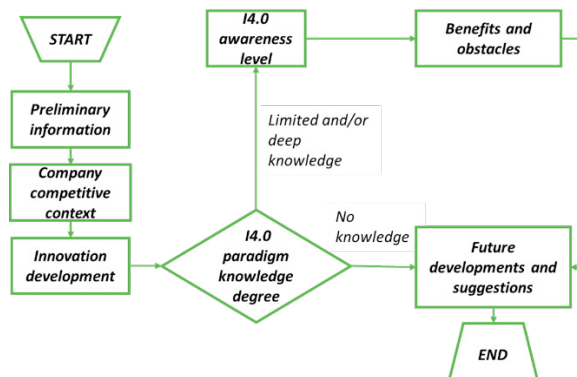 START
Preliminary
information
Company
competitive
context
Innovation
development
I4.0
paradigm
knowledge
degree
I4.0
awareness
level
Limited and/or
deep
knowledge
Benefits and
obstacles
No
knowledge
Future
developments and
suggestions
END